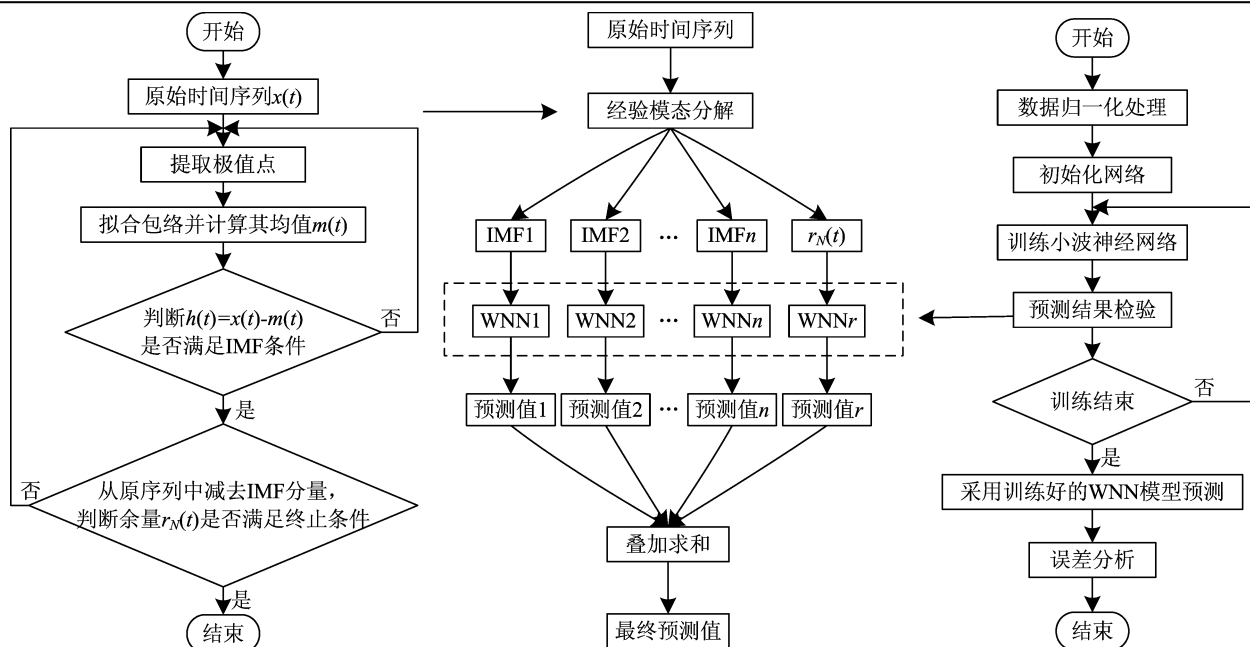 开始
原始时间序列x(t)
提取极值点
拟合包络并计算其均值m(t)
判断h(t)=x(t)-m(t)
是否满足IMF条件
否
是
从原序列中减去IMF分量，
判断余量rN(t)是否满足终止条件
否
是
结束
原始时间序列
经验模态分解
IMF1 IMF2 ··· IMFn rN(t)
WNN1 WNN2 ··· WNNn WNNr
预测值1 预测值2 ··· 预测值n 预测值r
叠加求和
最终预测值
开始
数据归一化处理
初始化网络
训练小波神经网络
预测结果检验
训练结束
否
是
采用训练好的WNN模型预测
误差分析
结束